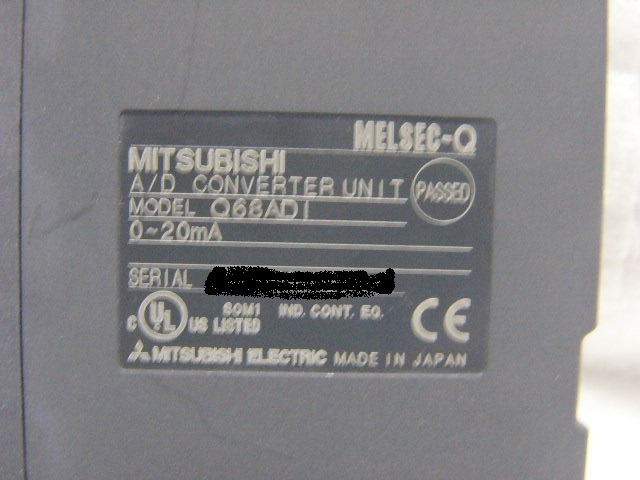 MELSEC-Q
MITSUBISHI
A/D CONVERTER UNIT PASSED
MODEL Q68ADI
0~20mA
SERIAL
C UL US LISTED 80M1 IND. CONT. EQ. CE
MITSUBISHI ELECTRIC MADE IN JAPAN